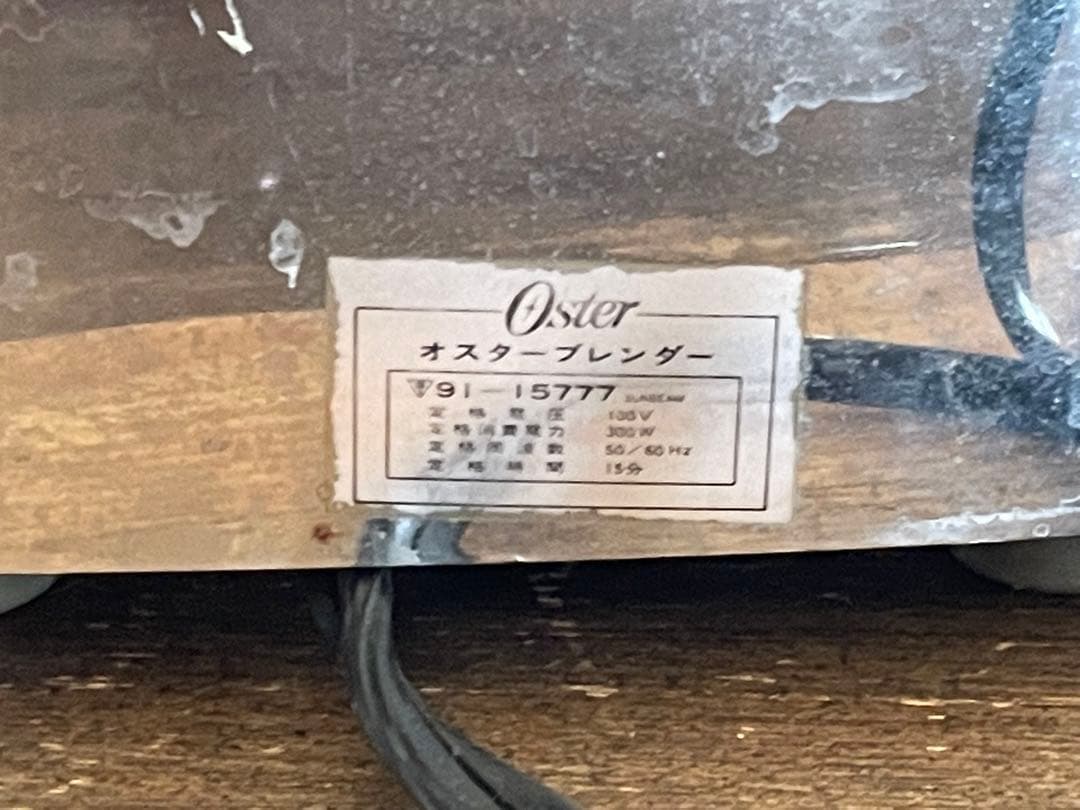 Oster
オスターブレンダー
91-15777 SUNBEAM
定格電圧 100V
定格消費電力 300W
定格周波数 50/60Hz
定格時間 15分